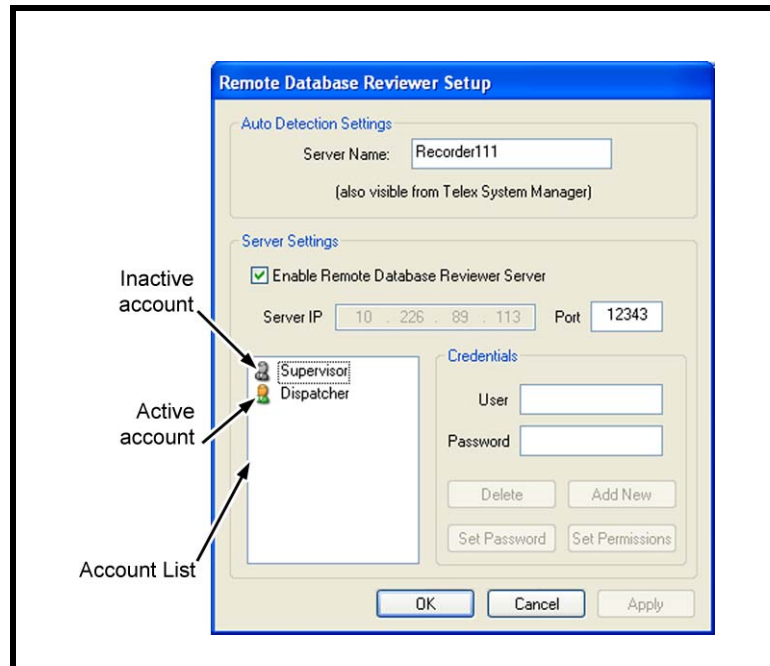 Remote Database Reviewer Setup
Auto Detection Settings
Server Name: Recorder111
(also visible from Telex System Manager)
Server Settings
Enable Remote Database Reviewer Server
Server IP 10 . 226 . 89 . 113 Port 12343
Inactive
account
Supervisor
Dispatcher
Active
account
Account List
Credentials
User
Password
Delete Add New
Set Password Set Permissions
OK Cancel Apply